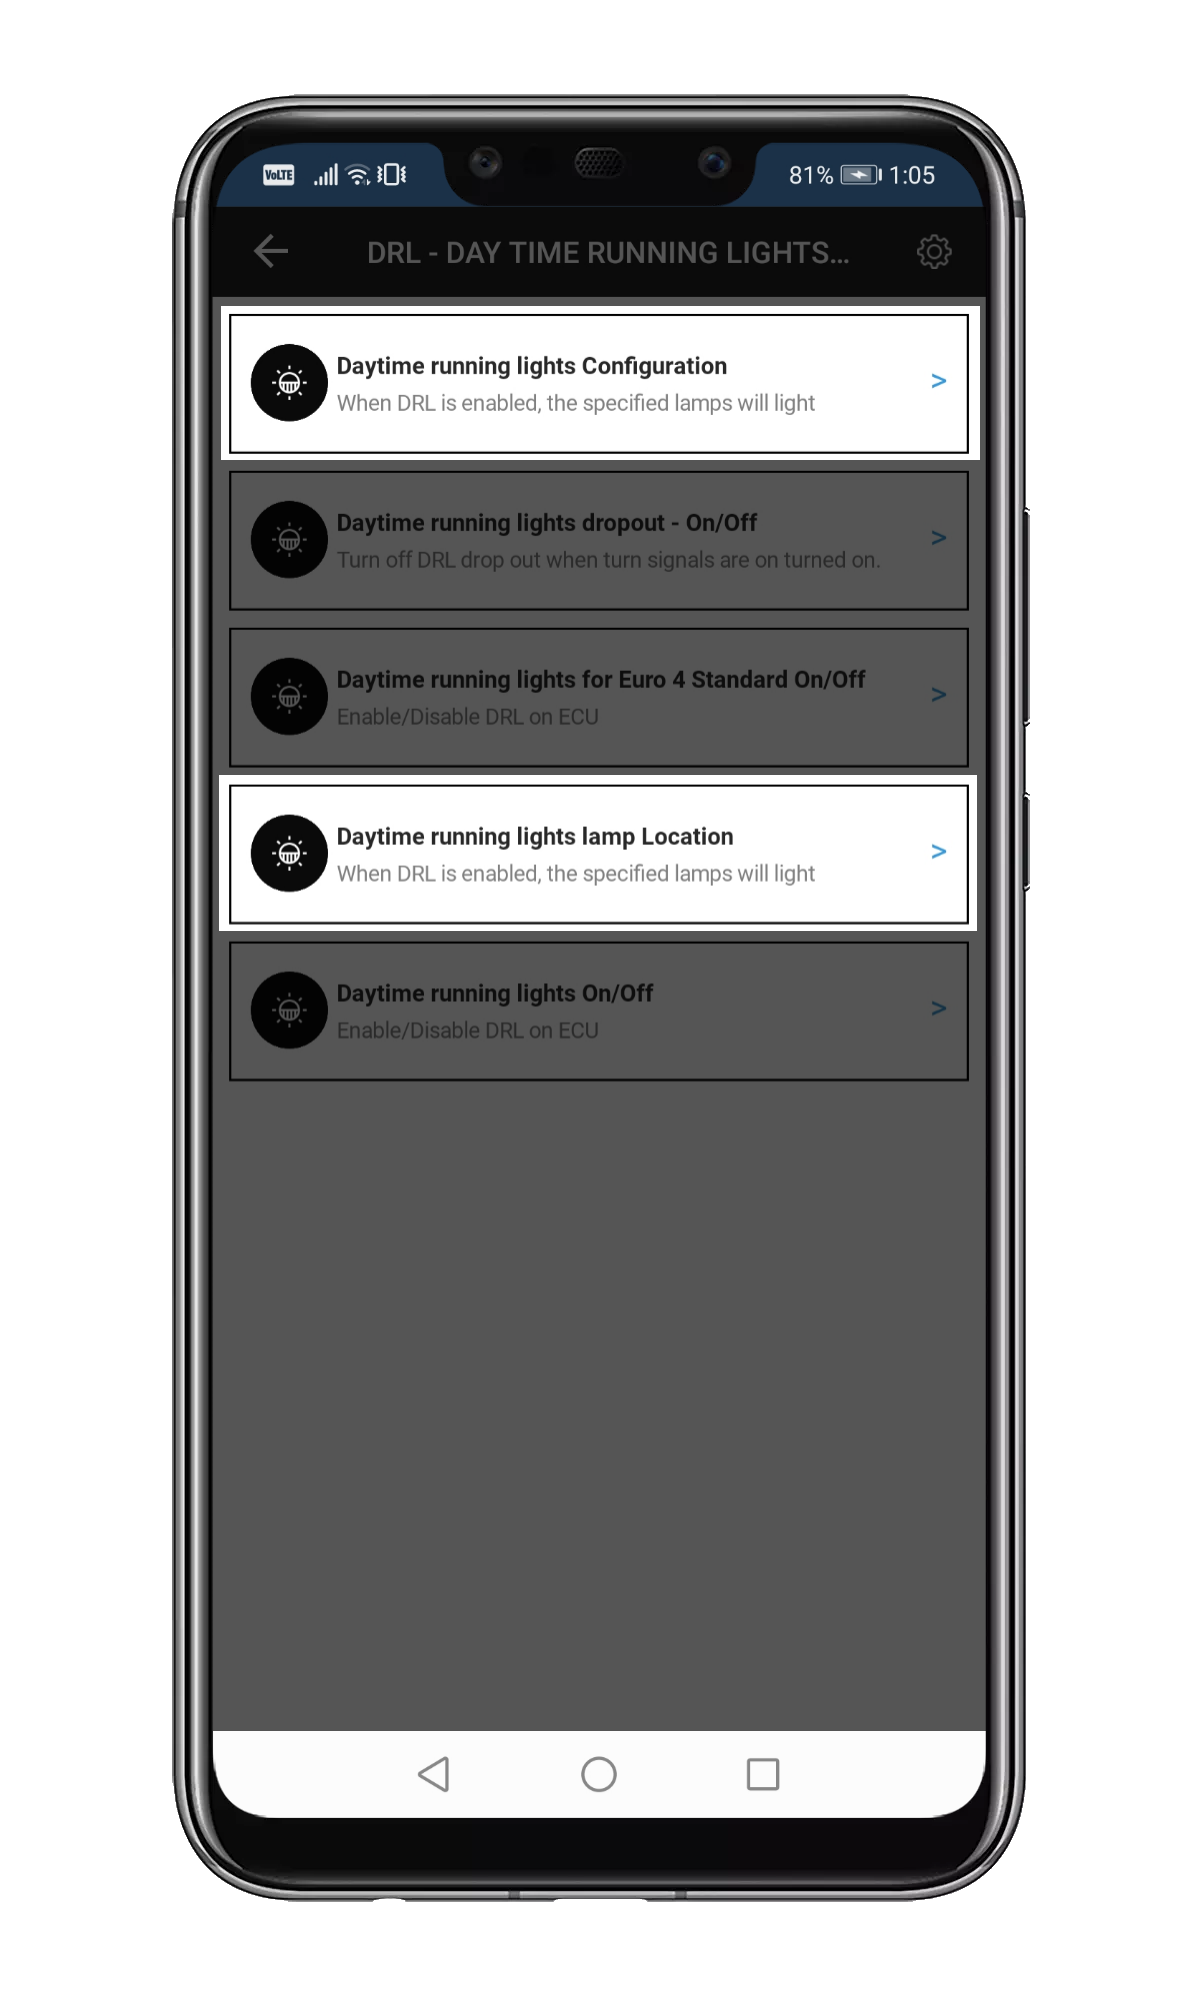 VoLTE 81% 1:05
DRL - DAY TIME RUNNING LIGHTS...
Daytime running lights Configuration
When DRL is enabled, the specified lamps will light
>
Daytime running lights dropout - On/Off
Turn off DRL drop out when turn signals are on turned on.
>
Daytime running lights for Euro 4 Standard On/Off
Enable/Disable DRL on ECU
>
Daytime running lights lamp Location
When DRL is enabled, the specified lamps will light
>
Daytime running lights On/Off
Enable/Disable DRL on ECU
>